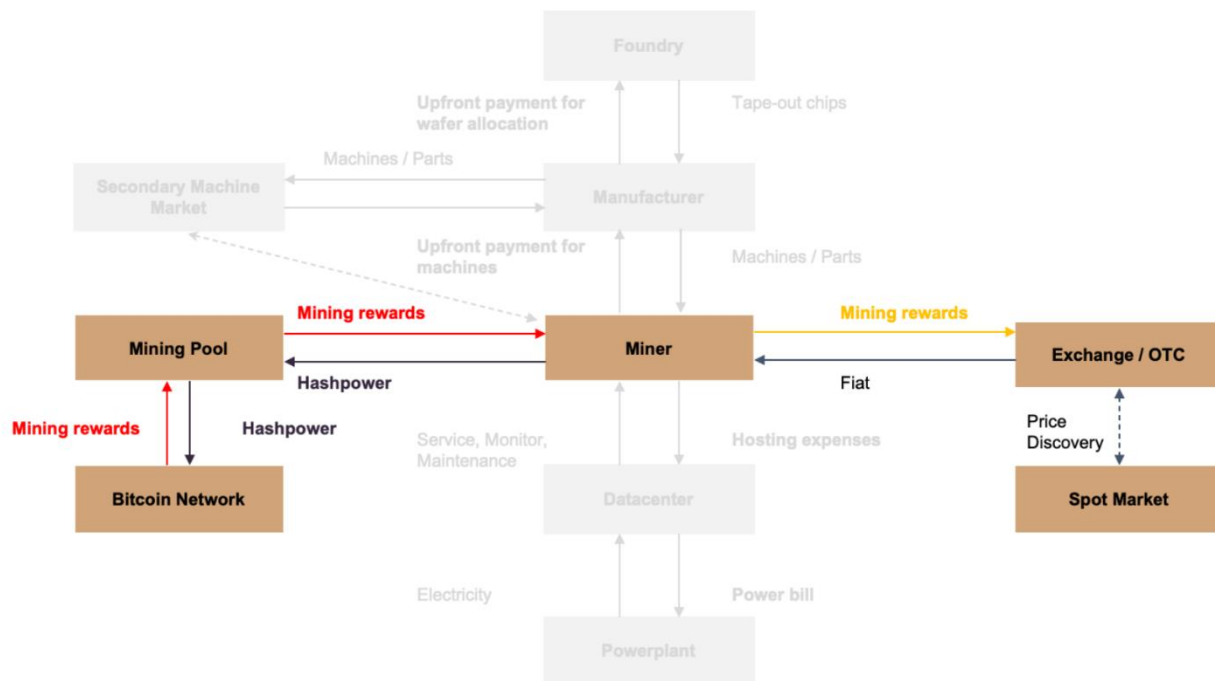 Foundry
Upfront payment for
wafer allocation
Tape-out chips
Machines / Parts
Secondary Machine
Market
Manufacturer
Upfront payment for
machines
Machines / Parts
Mining rewards
Mining rewards
Mining Pool
Miner
Exchange / OTC
Hashpower
Fiat
Mining rewards
Hashpower
Service, Monitor,
Maintenance
Hosting expenses
Price
Discovery
Bitcoin Network
Datacenter
Spot Market
Electricity
Power bill
Powerplant